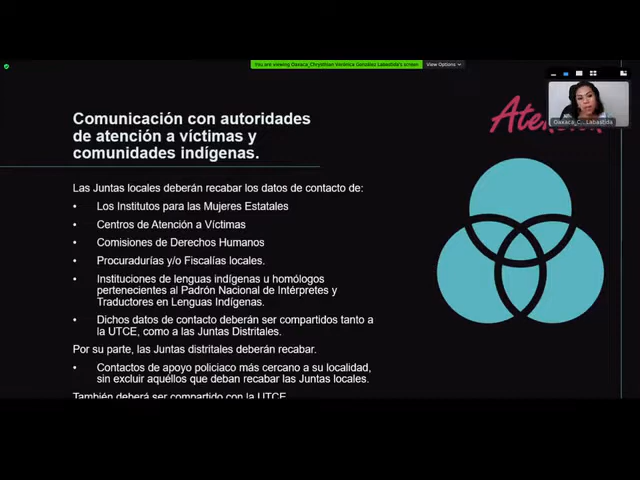 You are viewing Oaxaca_Chrysthian Verónica González Labastida's screen
View Options
Comunicación con autoridades
de atención a víctimas y
comunidades indígenas.
Oaxaca_C... Labastida
Las Juntas locales deberán recabar los datos de contacto de:
• Los Institutos para las Mujeres Estatales
• Centros de Atención a Víctimas
• Comisiones de Derechos Humanos
• Procuradurías y/o Fiscalías locales.
• Instituciones de lenguas indígenas u homólogos
pertenecientes al Padrón Nacional de Intérpretes y
Traductores en Lenguas Indígenas.
• Dichos datos de contacto deberán ser compartidos tanto a
la UTCE, como a las Juntas Distritales.
Por su parte, las Juntas distritales deberán recabar.
• Contactos de apoyo policiaco más cercano a su localidad,
sin excluir aquéllos que deban recabar las Juntas locales.
También deberá ser compartido con la UTCE